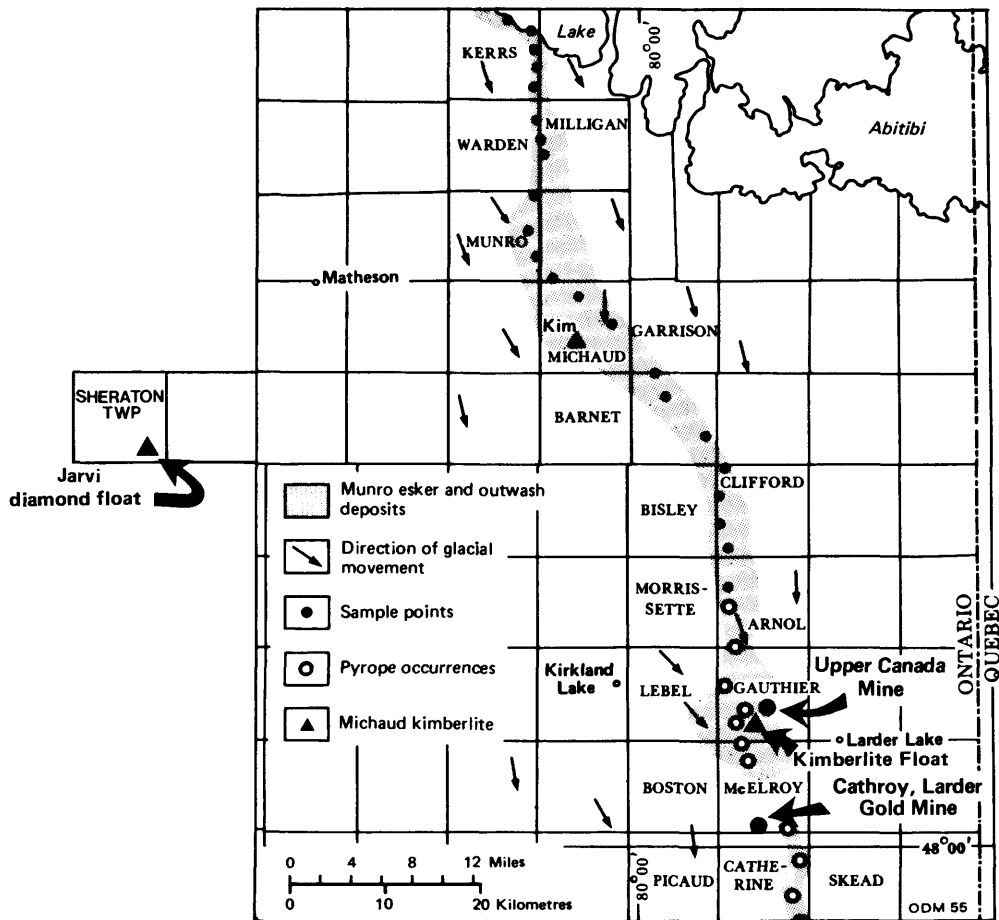 Lake
80°00'
KERRS
MILLIGAN
Abitibi
WARDEN
MUNRO
Matheson
Kim
GARRISON
MICHAUD
SHERATON
TWP
BARNET
Jarvi
diamond float
CLIFFORD
BISLEY
Munro esker and outwash
deposits
Direction of glacial
movement
Sample points
Pyrope occurrences
Michaud kimberlite
MORRIS-
SETTE
ARNOL
ONTARIO
QUEBEC
Kirkland
Lake
LEBEL
GAUTHIER
Upper Canada
Mine
Larder Lake
Kimberlite Float
BOSTON
McELROY
Cathroy, Larder
Gold Mine
48°00'
0 4 8 12 Miles
0 10 20 Kilometres
80°00'
PICAUD
CATHE-
RINE
SKEAD
ODM 55